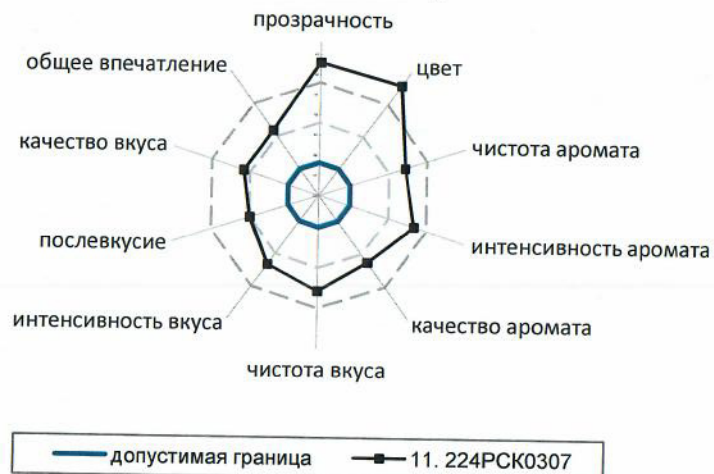 прозрачность
общее впечатление
цвет
качество вкуса
чистота аромата
послевкусие
интенсивность аромата
интенсивность вкуса
качество аромата
чистота вкуса
допустимая граница
11. 224РСК0307